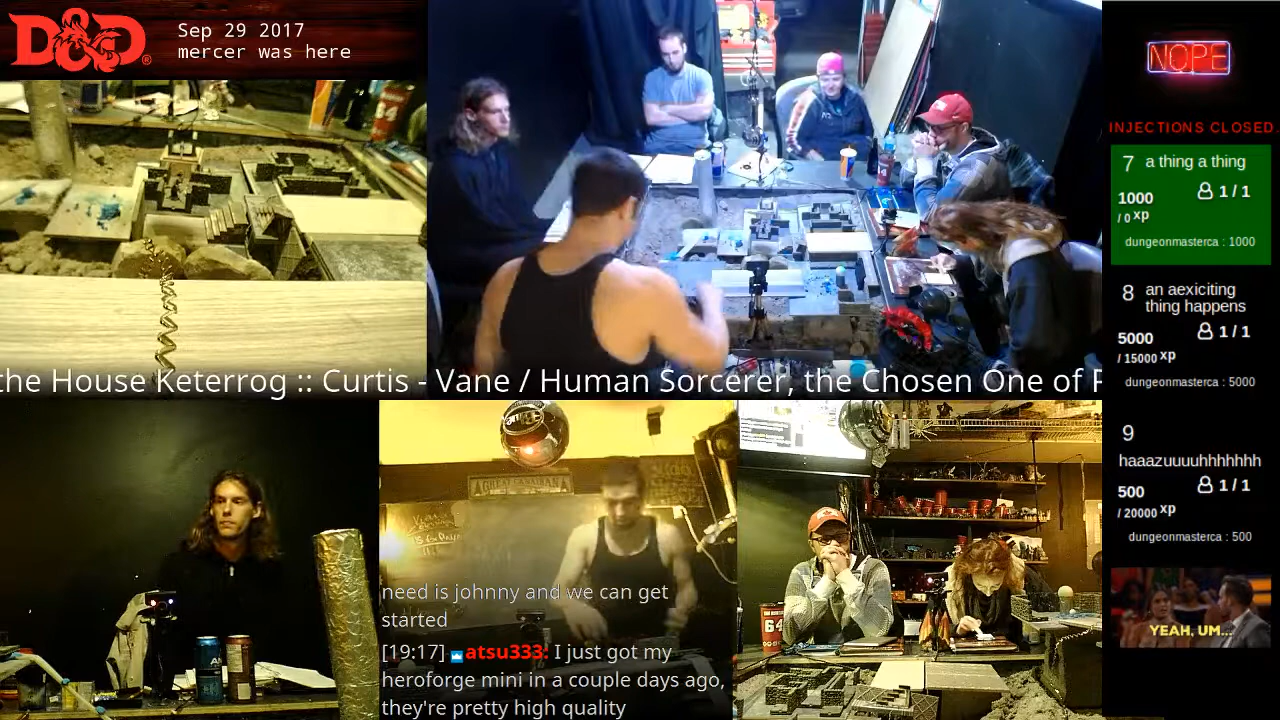 D&D
Sep 29 2017
mercer was here
NOPE
INJECTIONS CLOSED
7 a thing a thing
1000
/ 0 xp
1 / 1
dungeonmasterca : 1000
8 an aexiciting
thing happens
5000
/ 15000 xp
1 / 1
dungeonmasterca : 5000
9
haaazuuuuhhhhhhh
500
/ 20000 xp
1 / 1
dungeonmasterca : 500
YEAH, UM...
the House Keterrog :: Curtis - Vane / Human Sorcerer, the Chosen One of P
GREAT CANADIAN
need is johnny and we can get
started
[19:17] atsu333: I just got my
heroforge mini in a couple days ago,
they're pretty high quality
64